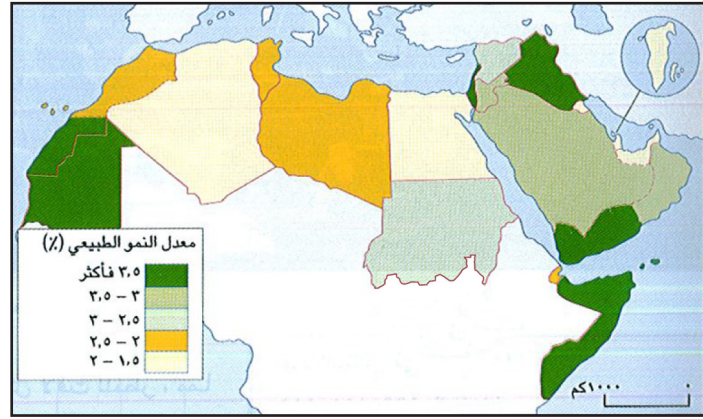 معدل النمو الطبيعي (%)
٣,٥ فأكثر
٣ – ٣,٥
٢,٥ – ٣
٢ – ٢,٥
١,٥ – ٢
١٠٠٠كم ٠